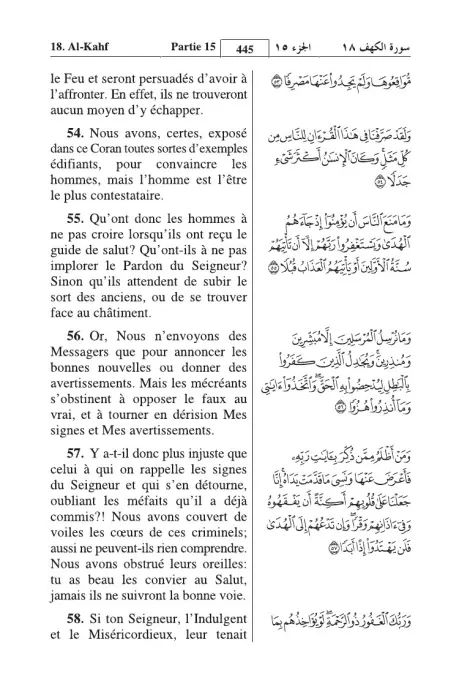 18. Al-Kahf Partie 15 445 الجزء ١٥ سورة الكهف ١٨
le Feu et seront persuadés d’avoir à
l’affronter. En effet, ils ne trouveront
aucun moyen d’y échapper.
54. Nous avons, certes, exposé
dans ce Coran toutes sortes d’exemples
édifiants, pour convaincre les
hommes, mais l’homme est l’être
le plus contestataire.
55. Qu’ont donc les hommes à
ne pas croire lorsqu’ils ont reçu le
guide de salut? Qu’ont-ils à ne pas
implorer le Pardon du Seigneur?
Sinon qu’ils attendent de subir le
sort des anciens, ou de se trouver
face au châtiment.
56. Or, Nous n’envoyons des
Messagers que pour annoncer les
bonnes nouvelles ou donner des
avertissements. Mais les mécréants
s’obstinent à opposer le faux au
vrai, et à tourner en dérision Mes
signes et Mes avertissements.
57. Y a-t-il donc plus injuste que
celui à qui on rappelle les signes
du Seigneur et qui s’en détourne,
oubliant les méfaits qu’il a déjà
commis?! Nous avons couvert de
voiles les cœurs de ces criminels;
aussi ne peuvent-ils rien comprendre.
Nous avons obstrué leurs oreilles:
tu as beau les convier au Salut,
jamais ils ne suivront la bonne voie.
58. Si ton Seigneur, l’Indulgent
et le Miséricordieux, leur tenait
مُّوَاقِعُوهَا وَلَمْ يَجِدُوا۟ عَنْهَا مَصْرِفًا ٥٣
وَلَقَدْ صَرَّفْنَا فِى هَٰذَا ٱلْقُرْءَانِ لِلنَّاسِ مِن
كُلِّ مَثَلٍ وَكَانَ ٱلْإِنسَٰنُ أَكْثَرَ شَىْءٍ
جَدَلًا ٥٤
وَمَا مَنَعَ ٱلنَّاسَ أَن يُؤْمِنُوٓا۟ إِذْ جَآءَهُمُ
ٱلْهُدَىٰ وَيَسْتَغْفِرُوا۟ رَبَّهُمْ إِلَّآ أَن تَأْتِيَهُمْ
سُنَّةُ ٱلْأَوَّلِينَ أَوْ يَأْتِيَهُمُ ٱلْعَذَابُ قُبُلًا ٥٥
وَمَا نُرْسِلُ ٱلْمُرْسَلِينَ إِلَّا مُبَشِّرِينَ
وَمُنذِرِينَ وَيُجَٰدِلُ ٱلَّذِينَ كَفَرُوا۟
بِٱلْبَٰطِلِ لِيُدْحِضُوا۟ بِهِ ٱلْحَقَّ وَٱتَّخَذُوٓا۟ ءَايَٰتِى
وَمَآ أُنذِرُوا۟ هُزُوًا ٥٦
وَمَنْ أَظْلَمُ مِمَّن ذُكِّرَ بِـَٔايَٰتِ رَبِّهِۦ
فَأَعْرَضَ عَنْهَا وَنَسِىَ مَا قَدَّمَتْ يَدَاهُ إِنَّا
جَعَلْنَا عَلَىٰ قُلُوبِهِمْ أَكِنَّةً أَن يَفْقَهُوهُ
وَفِىٓ ءَاذَانِهِمْ وَقْرًا وَإِن تَدْعُهُمْ إِلَى ٱلْهُدَىٰ
فَلَن يَهْتَدُوٓا۟ إِذًا أَبَدًا ٥٧
وَرَبُّكَ ٱلْغَفُورُ ذُو ٱلرَّحْمَةِ لَوْ يُؤَاخِذُهُم بِمَا